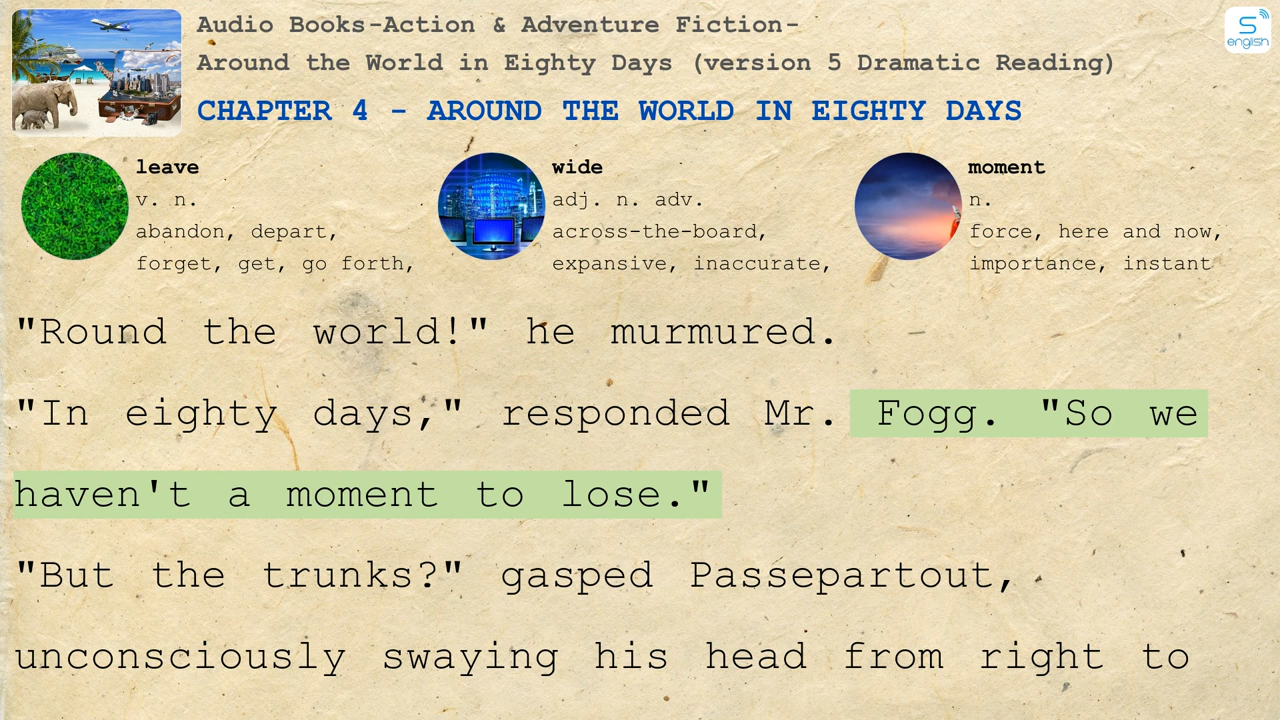 Audio Books-Action & Adventure Fiction-
Around the World in Eighty Days (version 5 Dramatic Reading)
CHAPTER 4 - AROUND THE WORLD IN EIGHTY DAYS
S
english
leave
v. n.
abandon, depart,
forget, get, go forth,
wide
adj. n. adv.
across-the-board,
expansive, inaccurate,
moment
n.
force, here and now,
importance, instant
"Round the world!" he murmured.
"In eighty days," responded Mr. Fogg. "So we
haven't a moment to lose."
"But the trunks?" gasped Passepartout,
unconsciously swaying his head from right to